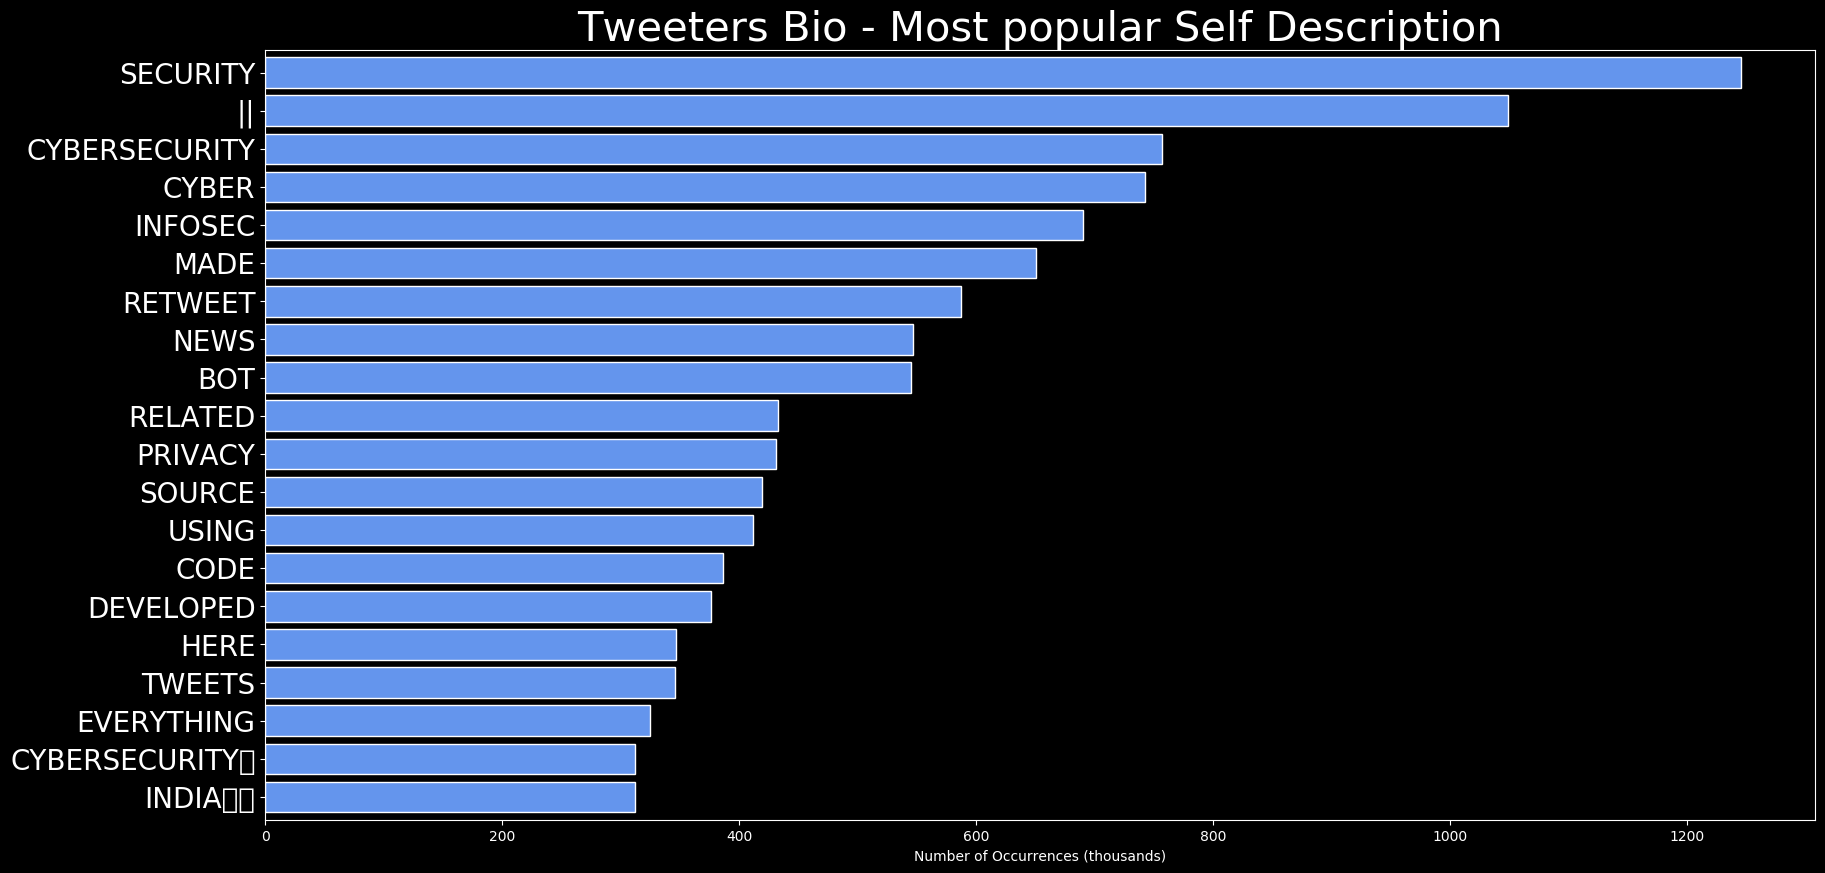 Tweeters Bio - Most popular Self Description
SECURITY
||
CYBERSECURITY
CYBER
INFOSEC
MADE
RETWEET
NEWS
BOT
RELATED
PRIVACY
SOURCE
USING
CODE
DEVELOPED
HERE
TWEETS
EVERYTHING
CYBERSECURITY▯
INDIA▯▯
0 200 400 600 800 1000 1200
Number of Occurrences (thousands)